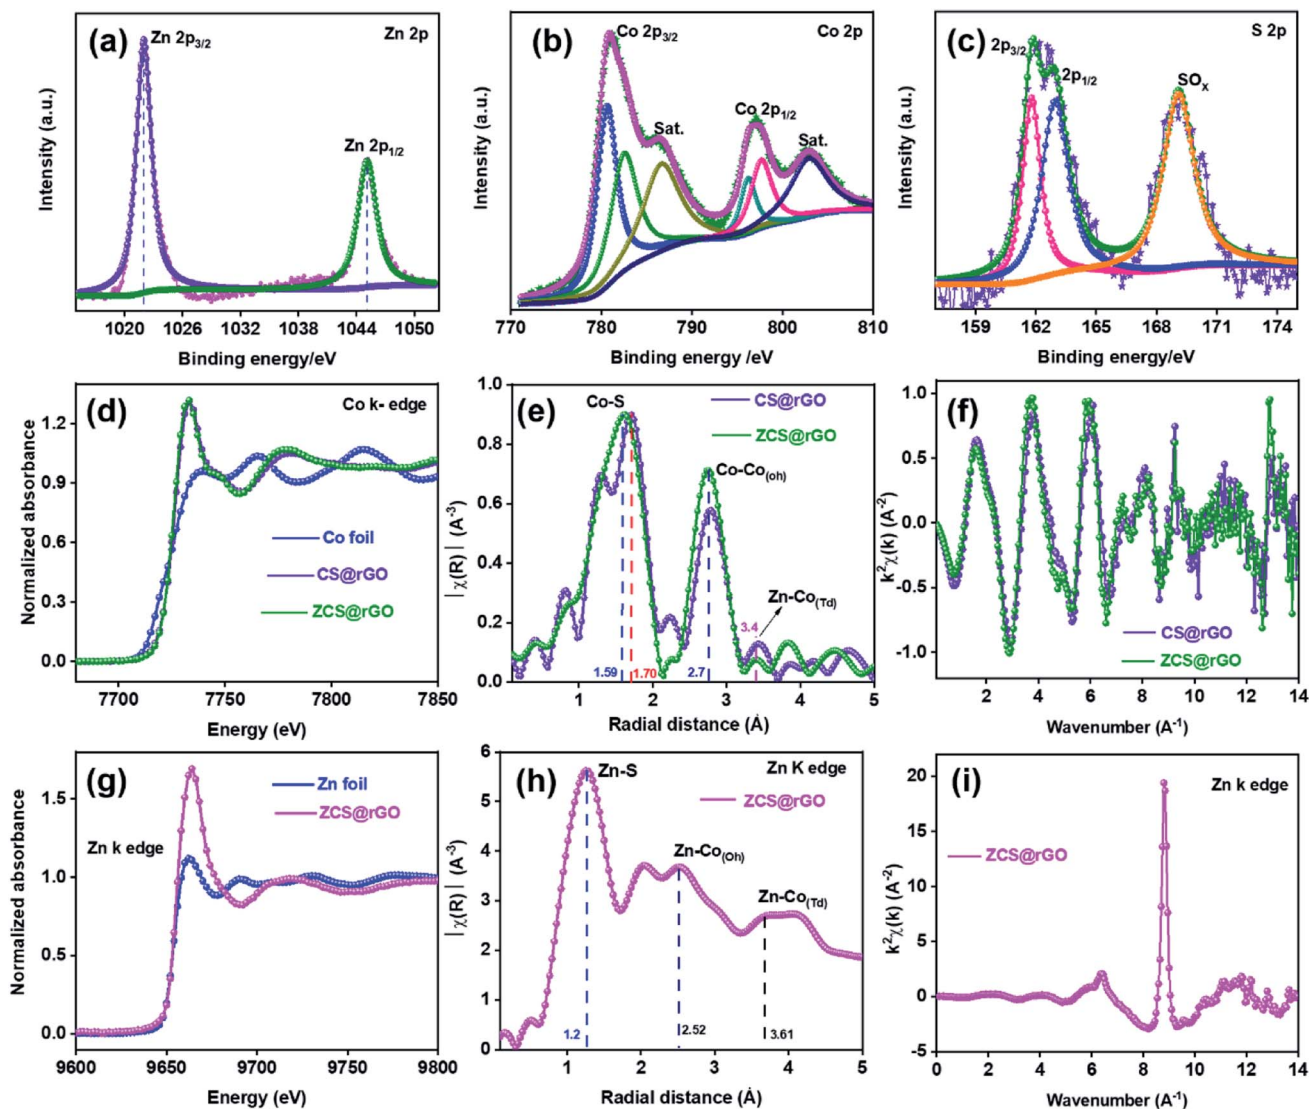 (a)
Zn 2p3/2
Zn 2p
Zn 2p1/2
Intensity (a.u.)
1020 1026 1032 1038 1044 1050
Binding energy/eV
(b)
Co 2p3/2
Co 2p
Sat.
Co 2p1/2
Sat.
Intensity (a.u.)
770 780 790 800 810
Binding energy /eV
(c)
S 2p
2p3/2
2p1/2
SOx
Intensity (a.u.)
159 162 165 168 171 174
Binding energy/eV
(d)
Co k- edge
Co foil
CS@rGO
ZCS@rGO
Normalized absorbance
1.2
0.9
0.6
0.3
0.0
7700 7750 7800 7850
Energy (eV)
(e)
Co-S
CS@rGO
ZCS@rGO
Co-Co(oh)
Zn-Co(Td)
3.4
1.59
1.70
2.7
|χ(R)| (A-3)
1.0
0.9
0.6
0.3
0.2
0.0
1 2 3 4 5
Radial distance (Å)
(f)
CS@rGO
ZCS@rGO
k2χ(k) (A-2)
1.0
0.5
0.0
-0.5
-1.0
2 4 6 8 10 12 14
Wavenumber (A-1)
(g)
Zn foil
ZCS@rGO
Zn k edge
Normalized absorbance
1.5
1.0
0.5
0.0
9600 9650 9700 9750 9800
Energy (eV)
(h)
Zn-S
Zn K edge
ZCS@rGO
Zn-Co(Oh)
Zn-Co(Td)
1.2
2.52
3.61
|χ(R)| (A-3)
6
5
4
3
2
1
0
0 1 2 3 4 5
Radial distance (Å)
(i)
Zn k edge
ZCS@rGO
k2χ(k) (A-2)
20
15
10
5
0
-5
0 2 4 6 8 10 12 14
Wavenumber (A-1)